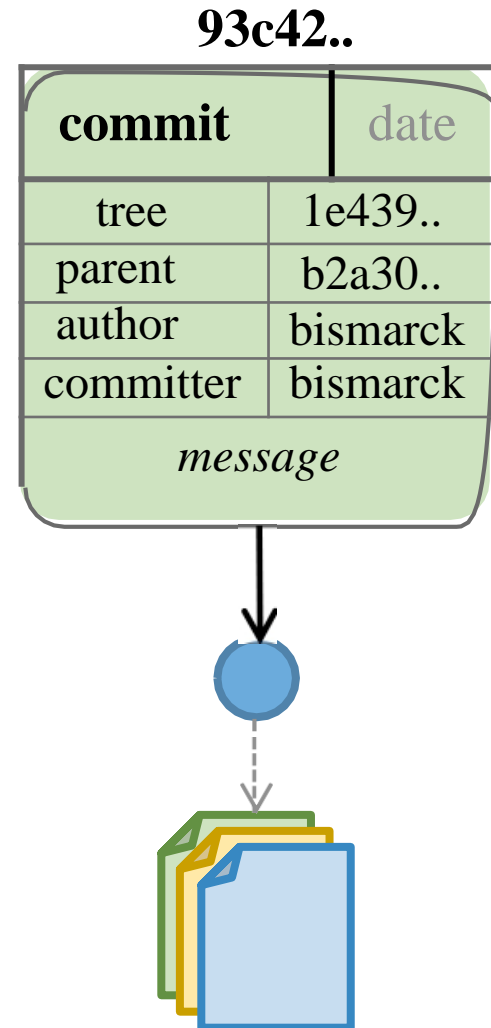 93c42..
commit date
tree 1e439..
parent b2a30..
author bismarck
committer bismarck
message